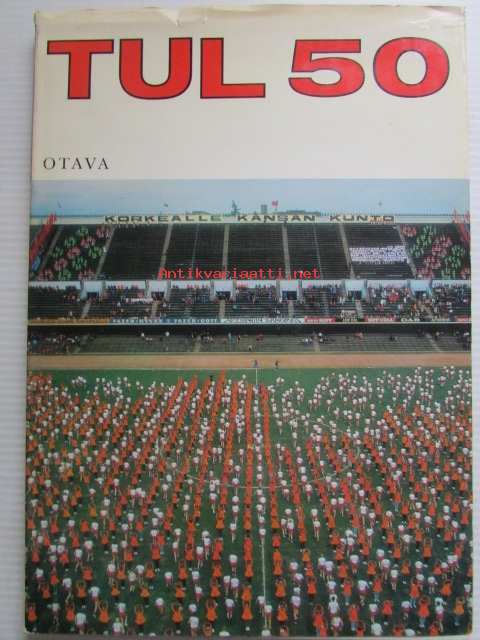 TUL 50
OTAVA
KORKEALLE KANSAN KUNTO
Antikvariaatti.net